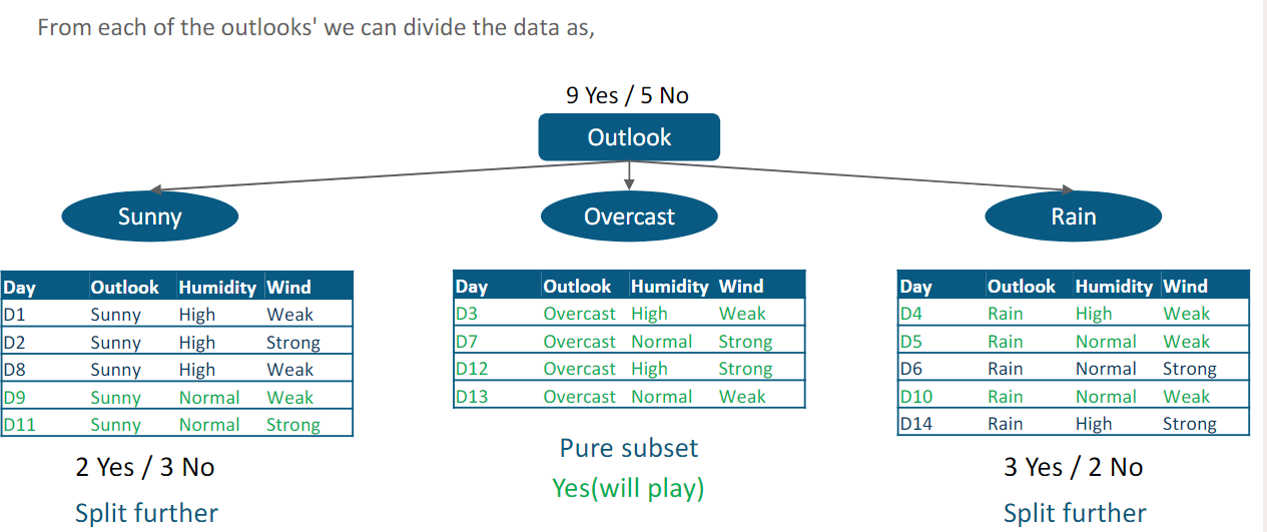 From each of the outlooks' we can divide the data as,
9 Yes / 5 No
Outlook
Sunny
Overcast
Rain
Day Outlook Humidity Wind
D1 Sunny High Weak
D2 Sunny High Strong
D8 Sunny High Weak
D9 Sunny Normal Weak
D11 Sunny Normal Strong
2 Yes / 3 No
Split further
Day Outlook Humidity Wind
D3 Overcast High Weak
D7 Overcast Normal Strong
D12 Overcast High Strong
D13 Overcast Normal Weak
Pure subset
Yes(will play)
Day Outlook Humidity Wind
D4 Rain High Weak
D5 Rain Normal Weak
D6 Rain Normal Strong
D10 Rain Normal Weak
D14 Rain High Strong
3 Yes / 2 No
Split further